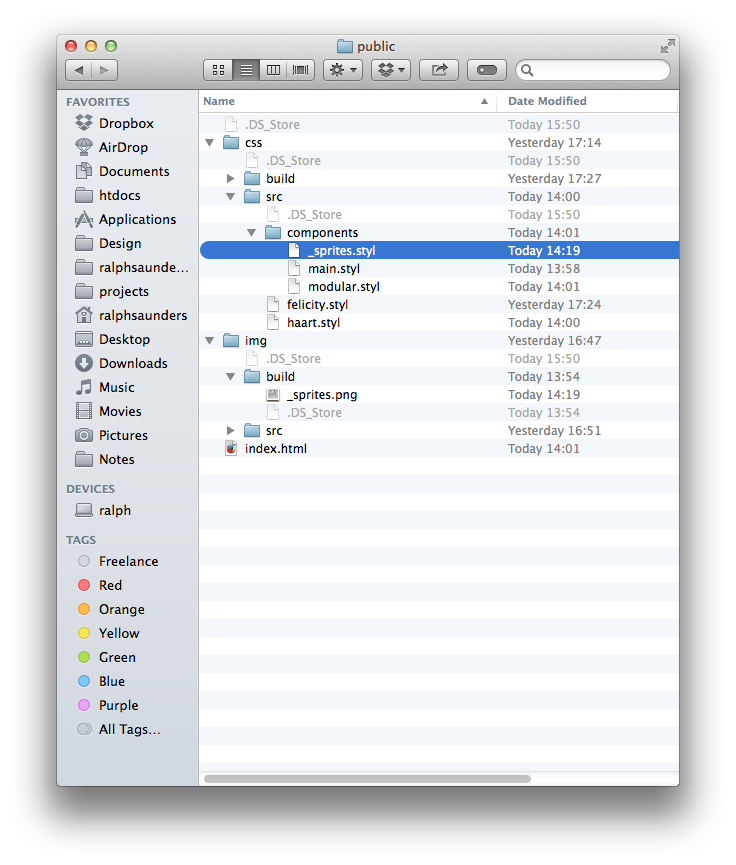 public
FAVORITES
Dropbox
AirDrop
Documents
htdocs
Applications
Design
ralphsaunde...
projects
ralphsaunders
Desktop
Downloads
Music
Movies
Pictures
Notes
DEVICES
ralph
TAGS
Freelance
Red
Orange
Yellow
Green
Blue
Purple
All Tags...
Name Date Modified
.DS_Store Today 15:50
css Yesterday 17:14
.DS_Store Today 15:50
build Yesterday 17:27
src Today 14:00
.DS_Store Today 15:50
components Today 14:01
_sprites.styl Today 14:19
main.styl Today 13:58
modular.styl Today 14:01
felicity.styl Yesterday 17:24
haart.styl Today 14:00
img Yesterday 16:47
.DS_Store Today 15:50
build Today 13:54
_sprites.png Today 14:19
.DS_Store Today 13:54
src Yesterday 16:51
index.html Today 14:01